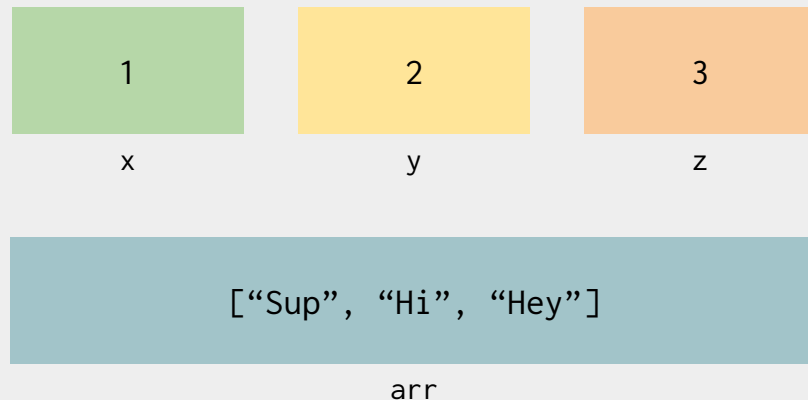 1 2 3
x y z
[“Sup”, “Hi”, “Hey”]
arr